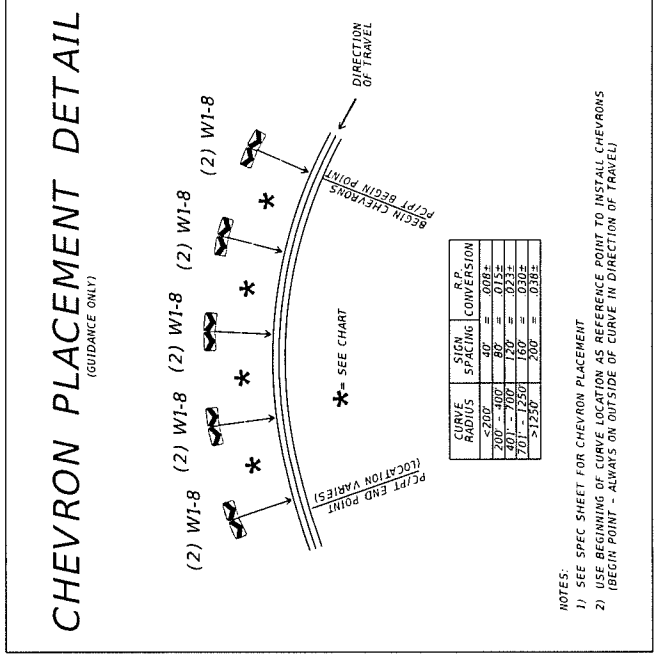 CHEVRON PLACEMENT DETAIL
(GUIDANCE ONLY)
(2) W1-8
(2) W1-8
(2) W1-8
(2) W1-8
(2) W1-8
DIRECTION
OF TRAVEL
BEGIN CHEVRONS
PC/PT BEGIN POINT
PC/PT END POINT
(LOCATION VARIES)
*= SEE CHART
CURVE RADIUS SIGN SPACING R.P. CONVERSION
<200' 40' = .008±
200' - 400' 80' = .015±
401' - 700' 120' = .023±
701' - 1250' 160' = .030±
>1250' 200' = .038±
NOTES:
1) SEE SPEC SHEET FOR CHEVRON PLACEMENT
2) USE BEGINNING OF CURVE LOCATION AS REFERENCE POINT TO INSTALL CHEVRONS
(BEGIN POINT - ALWAYS ON OUTSIDE OF CURVE IN DIRECTION OF TRAVEL)